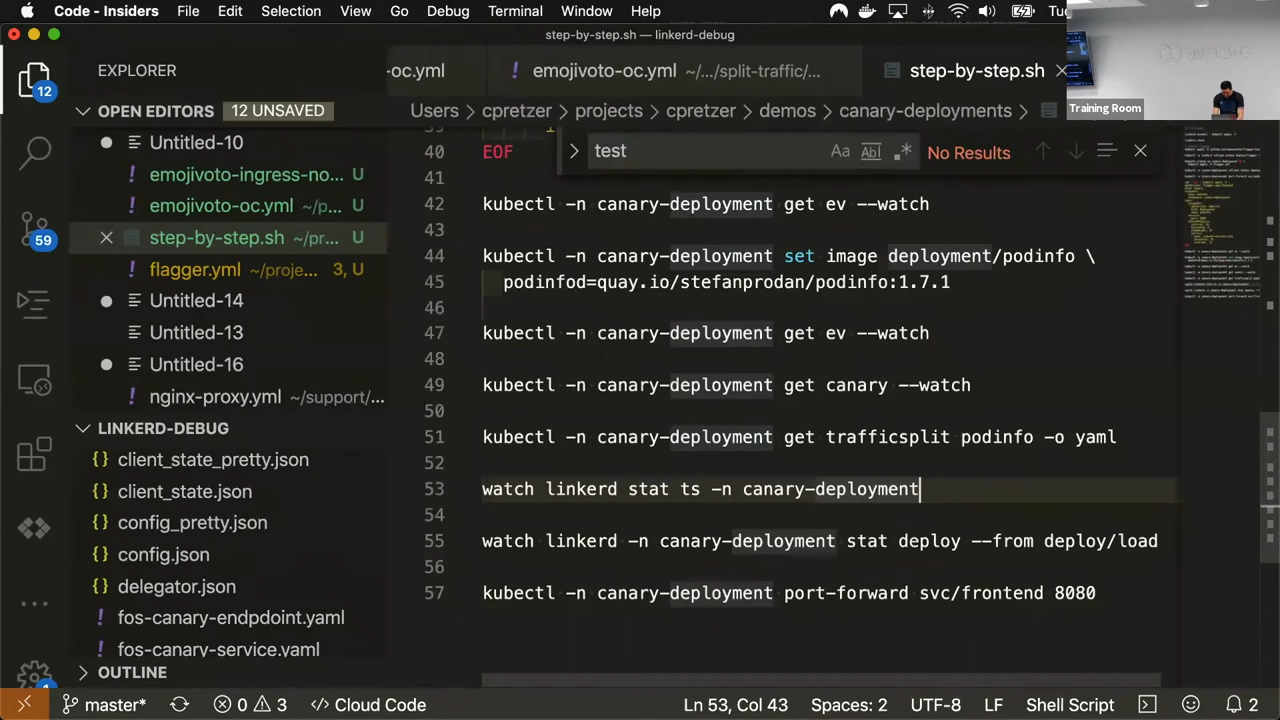 Code - Insiders File Edit Selection View Go Debug Terminal Window Help
step-by-step.sh — linkerd-debug
Training Room
EXPLORER
-oc.yml
! emojivoto-oc.yml ~/.../split-traffic/...
step-by-step.sh
12
OPEN EDITORS 12 UNSAVED
Users > cpretzer > projects > cpretzer > demos > canary-deployments >
test
Aa Abl .* No Results
Untitled-10
! emojivoto-ingress-no... U
! emojivoto-oc.yml ~/p... U
step-by-step.sh ~/pr... U
! flagger.yml ~/proje... 3, U
Untitled-14
Untitled-13
Untitled-16
! nginx-proxy.yml ~/support/...
59
LINKERD-DEBUG
{} client_state_pretty.json
{} client_state.json
{} config_pretty.json
{} config.json
{} delegator.json
! fos-canary-endpoint.yaml
! fos-canary-service.yaml
OUTLINE
39
40
41
42 kubectl -n canary-deployment get ev --watch
43
44 kubectl -n canary-deployment set image deployment/podinfo \
45 podinfod=quay.io/stefanprodan/podinfo:1.7.1
46
47 kubectl -n canary-deployment get ev --watch
48
49 kubectl -n canary-deployment get canary --watch
50
51 kubectl -n canary-deployment get trafficsplit podinfo -o yaml
52
53 watch linkerd stat ts -n canary-deployment
54
55 watch linkerd -n canary-deployment stat deploy --from deploy/load
56
57 kubectl -n canary-deployment port-forward svc/frontend 8080
1
master* 0 3 Cloud Code Ln 53, Col 43 Spaces: 2 UTF-8 LF Shell Script 2